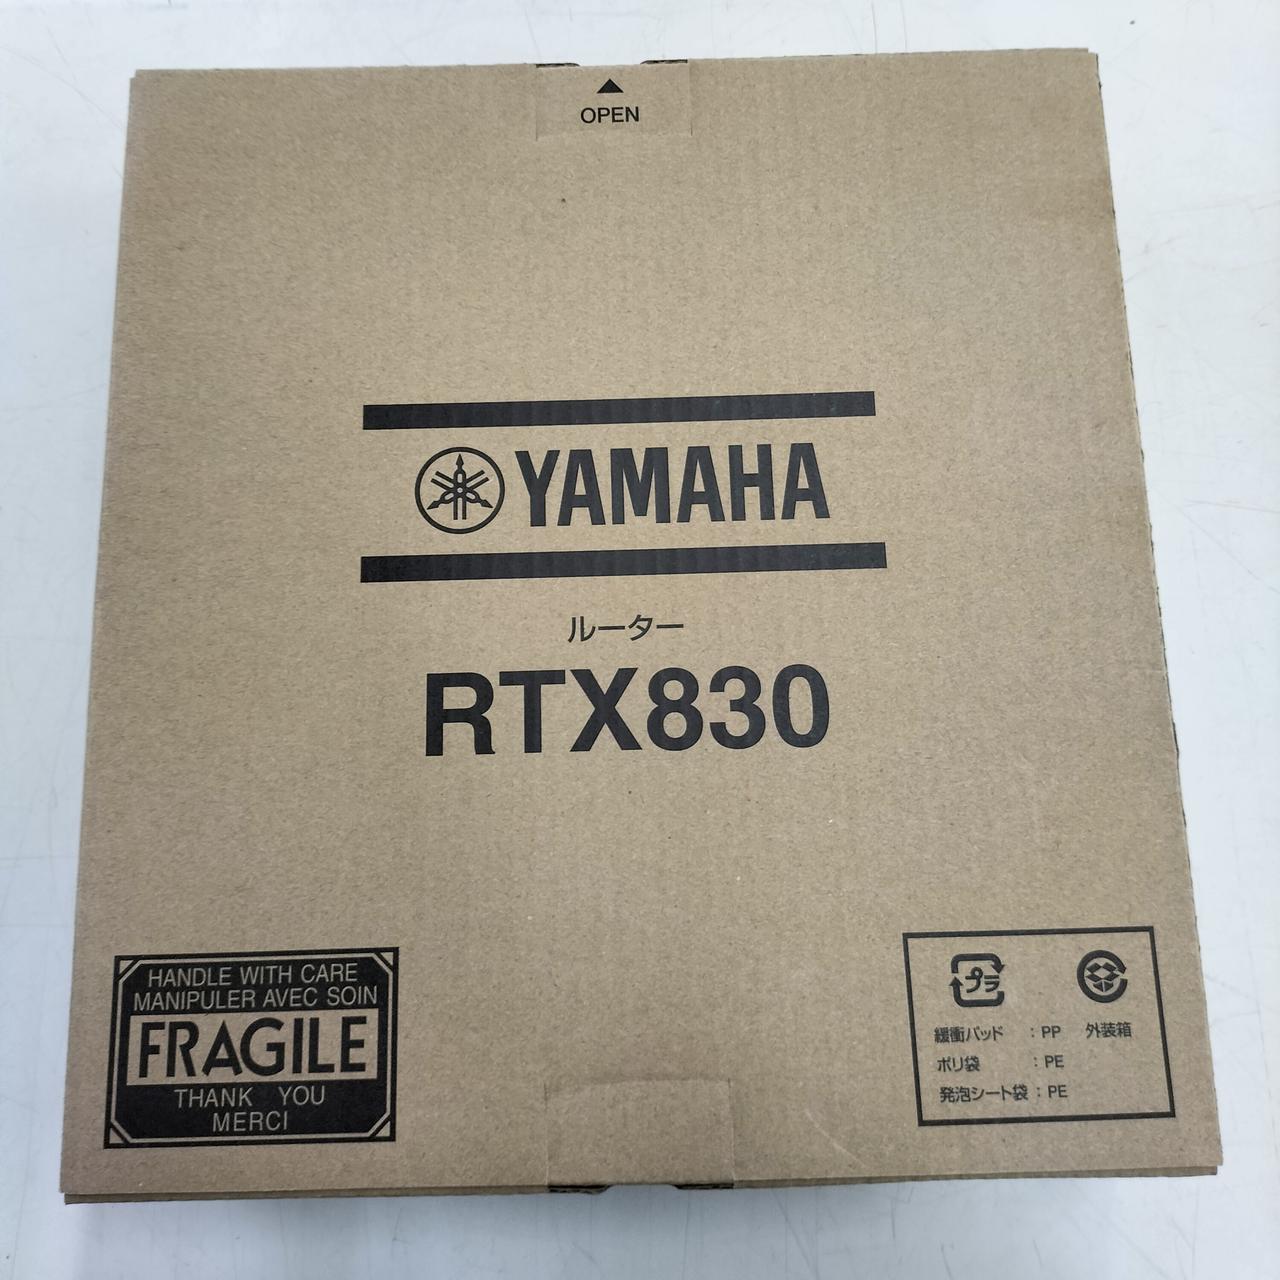 OPEN
YAMAHA
ルーター
RTX830
HANDLE WITH CARE
MANIPULER AVEC SOIN
FRAGILE
THANK YOU
MERCI
プラ
緩衝パッド : PP 外装箱
ポリ袋 : PE
発泡シート袋 : PE